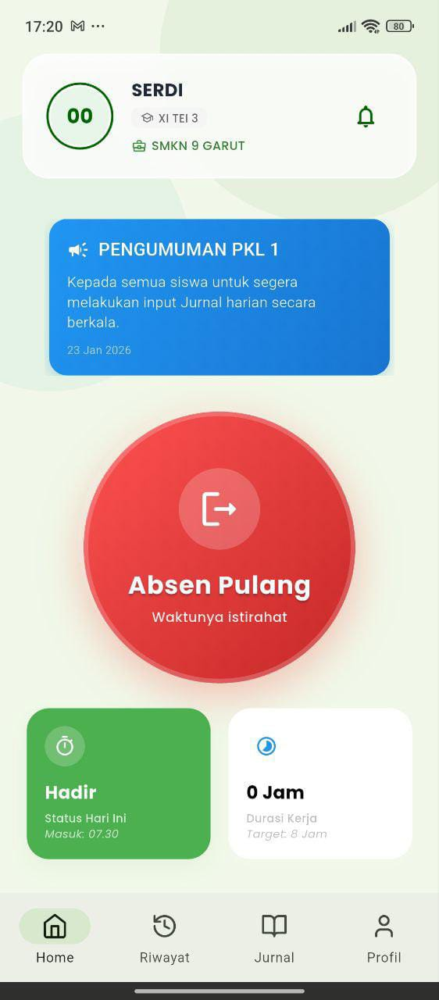 17:20
80
00
SERDI
XI TEI 3
SMKN 9 GARUT
PENGUMUMAN PKL 1
Kepada semua siswa untuk segera
melakukan input Jurnal harian secara
berkala.
23 Jan 2026
Absen Pulang
Waktunya istirahat
Hadir
Status Hari Ini
Masuk: 07.30
0 Jam
Durasi Kerja
Target: 8 Jam
Home
Riwayat
Jurnal
Profil